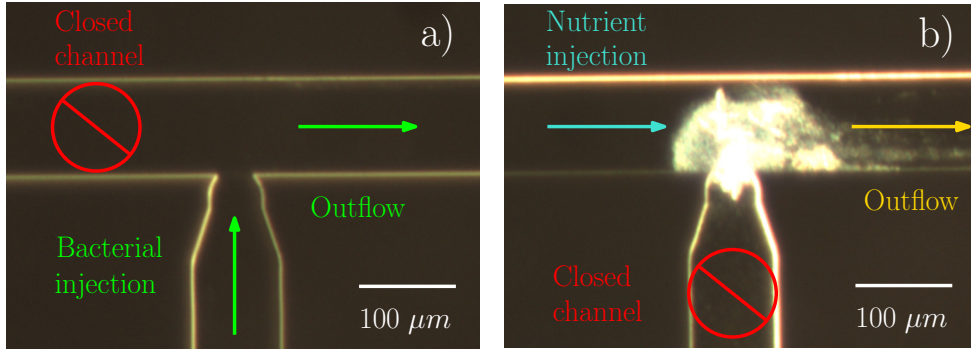 a)
Closed
channel
Outflow
Bacterial
injection
100 μm
b)
Nutrient
injection
Outflow
Closed
channel
100 μm